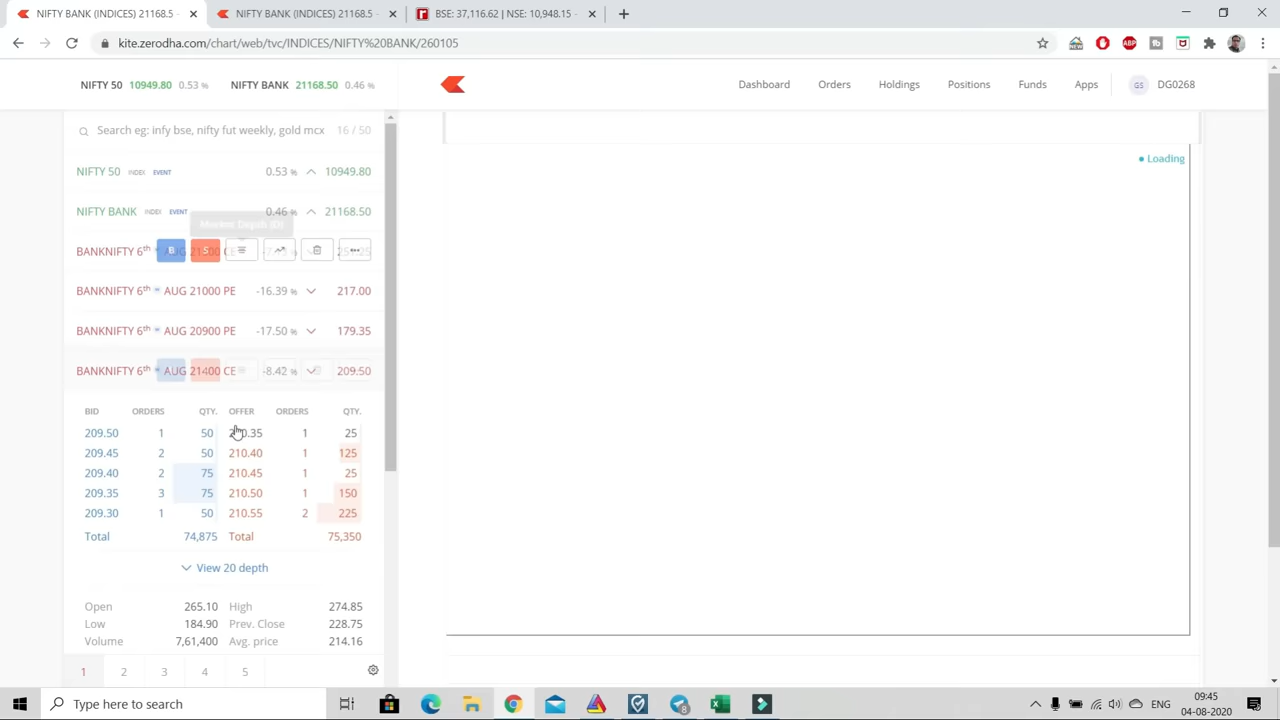 NIFTY BANK (INDICES) 21168.5 -
NIFTY BANK (INDICES) 21168.5 -
BSE: 37,116.62 | NSE: 10,948.15 -
kite.zerodha.com/chart/web/tvc/INDICES/NIFTY%20BANK/260105
NIFTY 50 10949.80 0.53 % NIFTY BANK 21168.50 0.46 %
Dashboard Orders Holdings Positions Funds Apps GS DG0268
Search eg: infy bse, nifty fut weekly, gold mcx 16 / 50
Loading
NIFTY 50 INDEX EVENT 0.53 % 10949.80
NIFTY BANK INDEX EVENT 0.46 % 21168.50
Market Depth (D)
BANKNIFTY 6th B S
BANKNIFTY 6th AUG 21000 PE -16.39 % 217.00
BANKNIFTY 6th AUG 20900 PE -17.50 % 179.35
BANKNIFTY 6th AUG 21400 CE -8.42 % 209.50
BID ORDERS QTY. OFFER ORDERS QTY.
209.50 1 50 210.35 1 25
209.45 2 50 210.40 1 125
209.40 2 75 210.45 1 25
209.35 3 75 210.50 1 150
209.30 1 50 210.55 2 225
Total 74,875 Total 75,350
View 20 depth
Open 265.10 High 274.85
Low 184.90 Prev. Close 228.75
Volume 7,61,400 Avg. price 214.16
1 2 3 4 5
Type here to search
ENG
09:45
04-08-2020